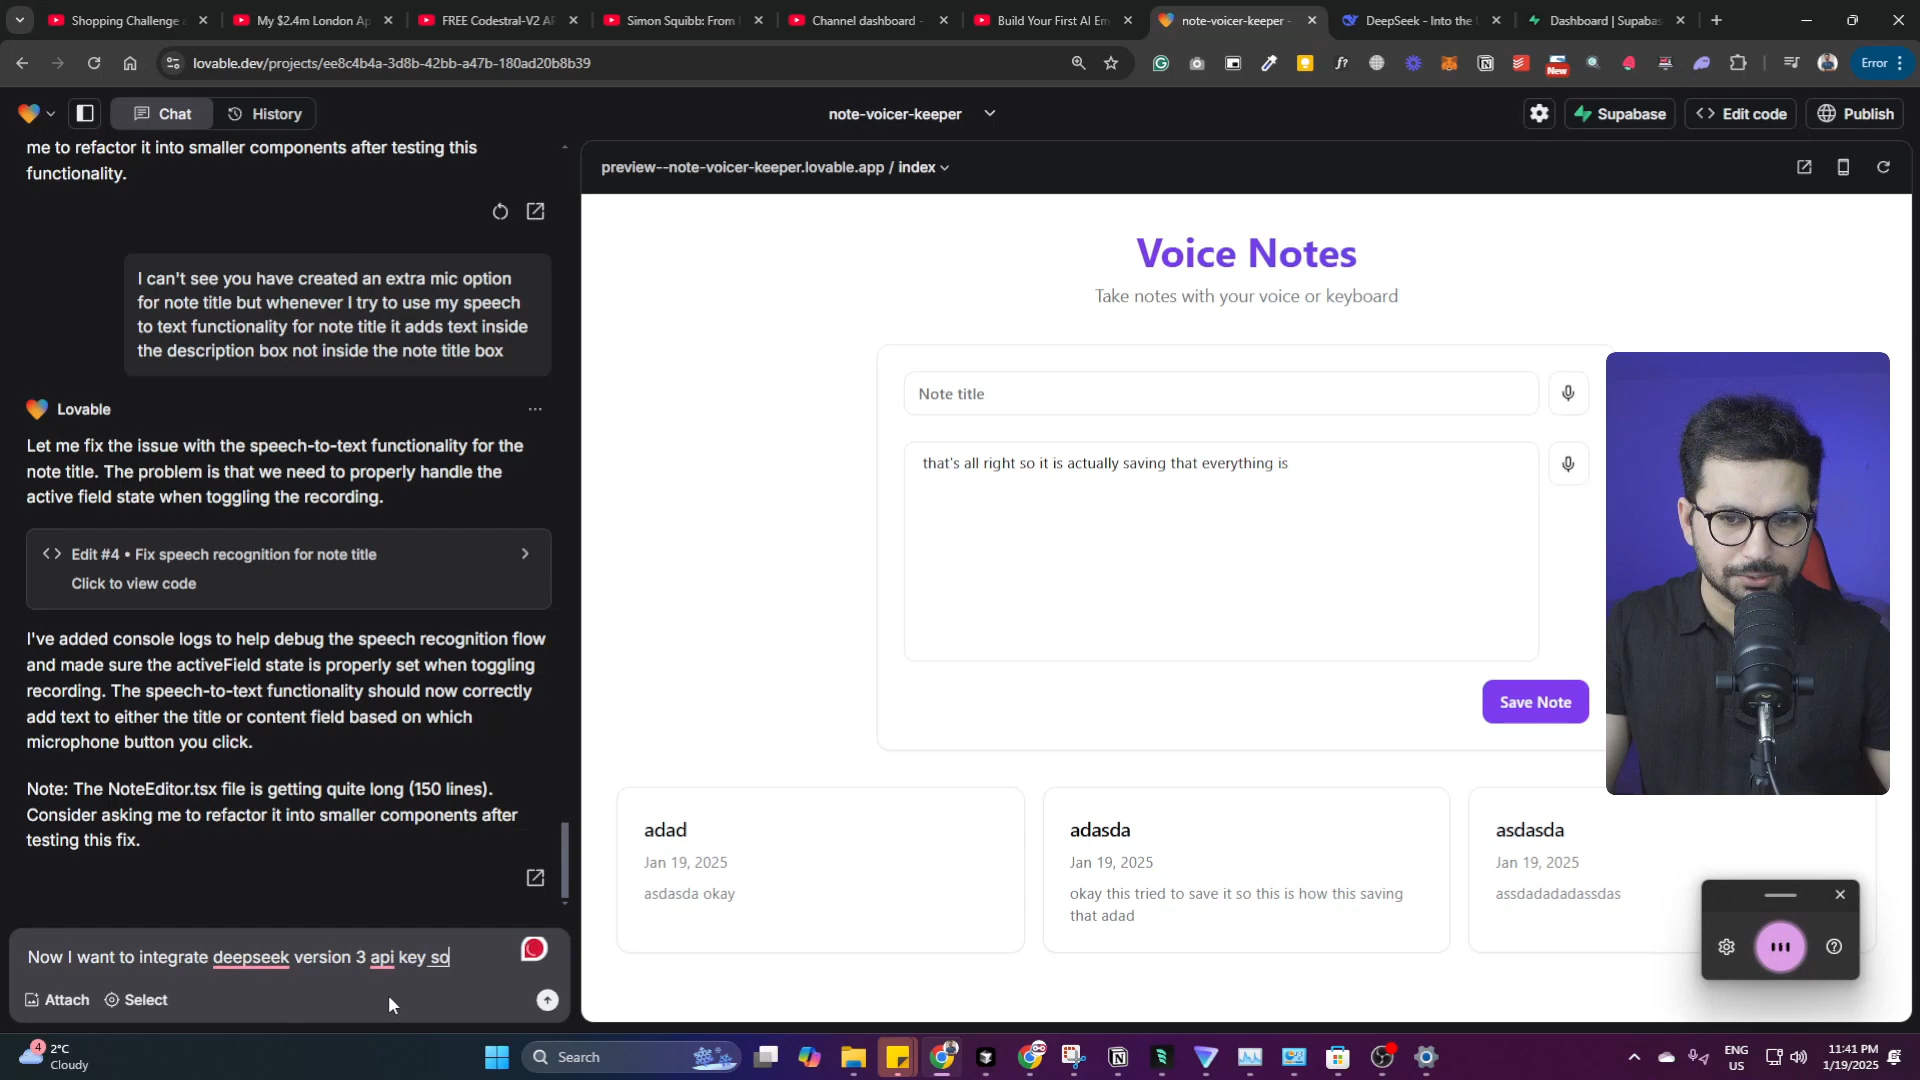 Shopping Challenge a
My $2.4m London Ap
FREE Codestral-V2 AP
Simon Squibb: From
Channel dashboard -
Build Your First AI Em
note-voicer-keeper -
DeepSeek - Into the U
Dashboard | Supabas
lovable.dev/projects/ee8c4b4a-3d8b-42bb-a47b-180ad20b8b39
New
Error
Chat
History
note-voicer-keeper
Supabase
Edit code
Publish
me to refactor it into smaller components after testing this
functionality.
preview--note-voicer-keeper.lovable.app / index
I can't see you have created an extra mic option
for note title but whenever I try to use my speech
to text functionality for note title it adds text inside
the description box not inside the note title box
Lovable
Let me fix the issue with the speech-to-text functionality for the
note title. The problem is that we need to properly handle the
active field state when toggling the recording.
Edit #4 • Fix speech recognition for note title
Click to view code
I've added console logs to help debug the speech recognition flow
and made sure the activeField state is properly set when toggling
recording. The speech-to-text functionality should now correctly
add text to either the title or content field based on which
microphone button you click.
Note: The NoteEditor.tsx file is getting quite long (150 lines).
Consider asking me to refactor it into smaller components after
testing this fix.
Now I want to integrate deepseek version 3 api key so
Attach
Select
Voice Notes
Take notes with your voice or keyboard
Note title
that's all right so it is actually saving that everything is
Save Note
adad
Jan 19, 2025
asdasda okay
adasda
Jan 19, 2025
okay this tried to save it so this is how this saving
that adad
asdasda
Jan 19, 2025
assdadadadassdas
4
2°C
Cloudy
Search
ENG
US
11:41 PM
1/19/2025